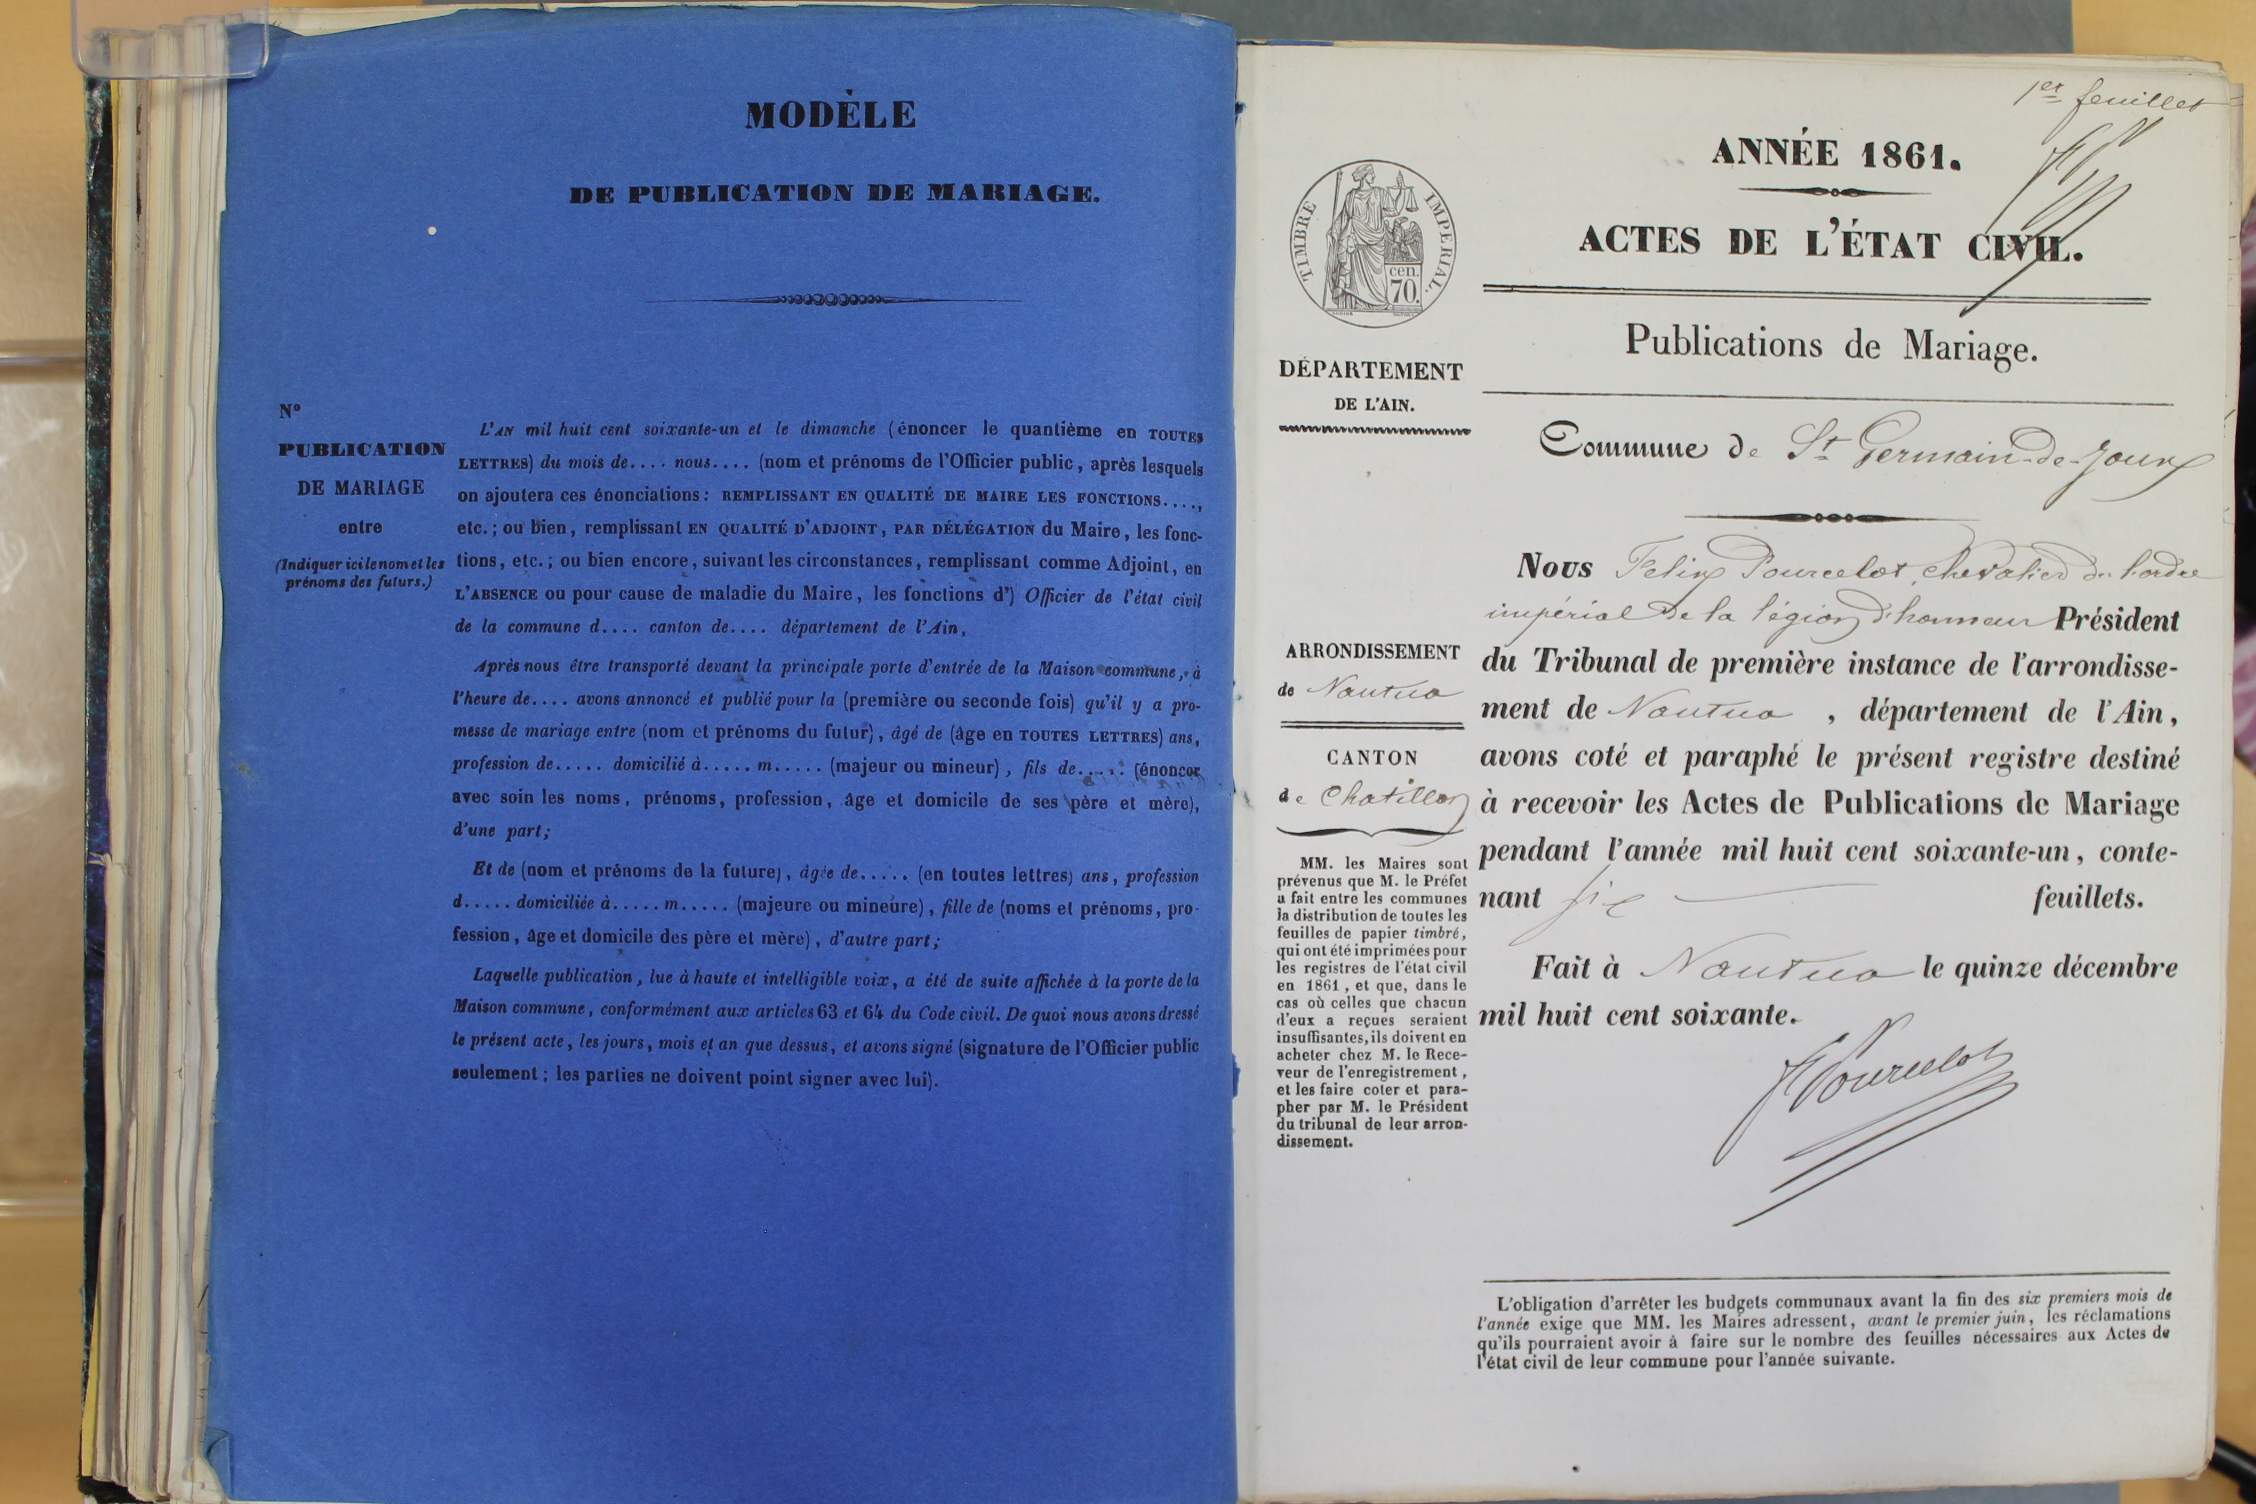 MODÈLE
DE PUBLICATION DE MARIAGE.
N°
PUBLICATION
DE MARIAGE
entre
(Indiquer ici le nom et les
prénoms des futurs.)
L'AN mil huit cent soixante-un et le dimanche (énoncer le quantième en TOUTES
LETTRES) du mois de.... nous.... (nom et prénoms de l'Officier public, après lesquels
on ajoutera ces énonciations: REMPLISSANT EN QUALITÉ DE MAIRE LES FONCTIONS....,
etc.; ou bien, remplissant EN QUALITÉ D'ADJOINT, PAR DÉLÉGATION du Maire, les fonc-
tions, etc.; ou bien encore, suivant les circonstances, remplissant comme Adjoint, en
L'ABSENCE ou pour cause de maladie du Maire, les fonctions d') Officier de l'état civil
de la commune d.... canton de.... département de l'Ain,
Après nous être transporté devant la principale porte d'entrée de la Maison commune, à
l'heure de.... avons annoncé et publié pour la (première ou seconde fois) qu'il y a pro-
messe de mariage entre (nom et prénoms du futur), âgé de (âge en TOUTES LETTRES) ans,
profession de..... domicilié à..... m..... (majeur ou mineur), fils de..... (énoncer
avec soin les noms, prénoms, profession, âge et domicile de ses père et mère),
d'une part;
Et de (nom et prénoms de la future), âgée de..... (en toutes lettres) ans, profession
d..... domiciliée à..... m..... (majeure ou mineure), fille de (noms et prénoms, pro-
fession, âge et domicile des père et mère), d'autre part;
Laquelle publication, lue à haute et intelligible voix, a été de suite affichée à la porte de la
Maison commune, conformément aux articles 63 et 64 du Code civil. De quoi nous avons dressé
le présent acte, les jours, mois et an que dessus, et avons signé (signature de l'Officier public
seulement; les parties ne doivent point signer avec lui).
1er feuillet
ANNÉE 1861.
ACTES DE L'ÉTAT CIVIL.
TIMBRE IMPERIAL.
cen.
70.
Publications de Mariage.
DÉPARTEMENT
DE L'AIN.
Commune de St Germain-de-Joux
ARRONDISSEMENT
de Nantua
CANTON
de Chatillon
MM. les Maires sont
prévenus que M. le Préfet
a fait entre les communes
la distribution de toutes les
feuilles de papier timbré,
qui ont été imprimées pour
les registres de l'état civil
en 1861, et que, dans le
cas où celles que chacun
d'eux a reçues seraient
insuffisantes, ils doivent en
acheter chez M. le Rece-
veur de l'enregistrement,
et les faire coter et para-
pher par M. le Président
du tribunal de leur arron-
dissement.
Nous Felix Pourcelot, chevalier de l'ordre
impérial de la légion d'honneur Président
du Tribunal de première instance de l'arrondisse-
ment de Nantua, département de l'Ain,
avons coté et paraphé le présent registre destiné
à recevoir les Actes de Publications de Mariage
pendant l'année mil huit cent soixante-un, conte-
nant six feuillets.
Fait à Nantua le quinze décembre
mil huit cent soixante.
F Pourcelot
L'obligation d'arrêter les budgets communaux avant la fin des six premiers mois de
l'année exige que MM. les Maires adressent, avant le premier juin, les réclamations
qu'ils pourraient avoir à faire sur le nombre des feuilles nécessaires aux Actes de
l'état civil de leur commune pour l'année suivante.